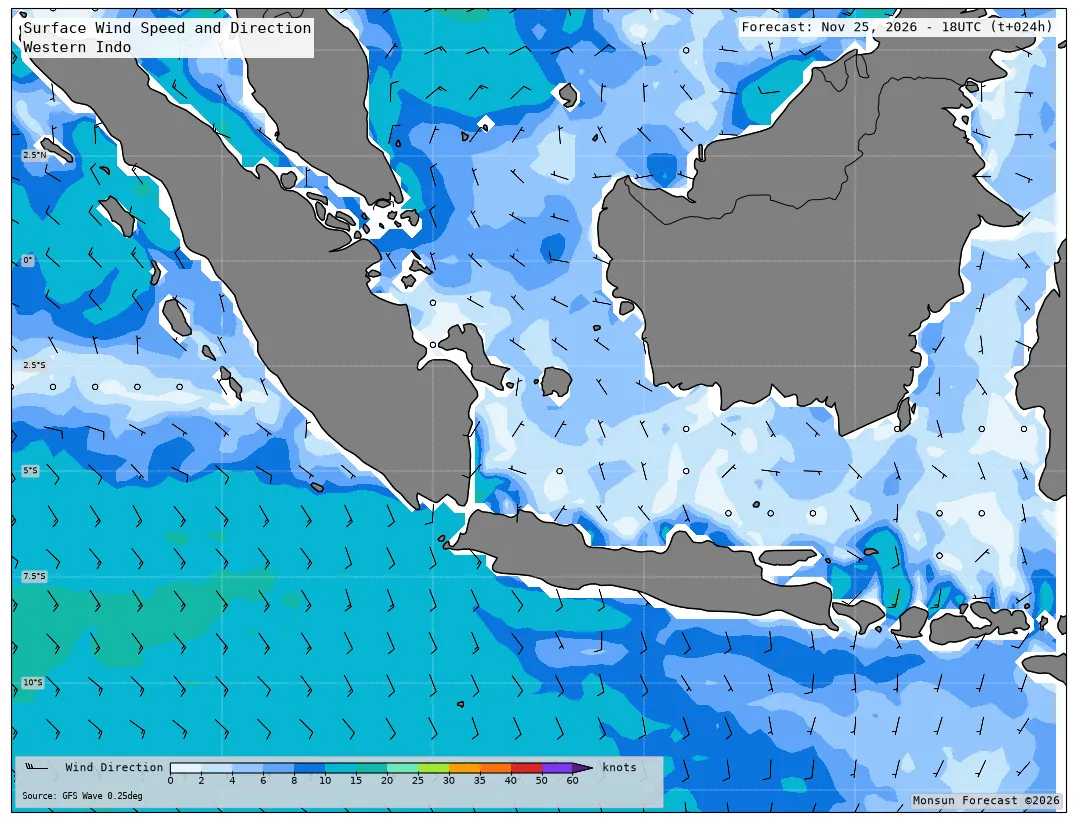 Surface Wind Speed and Direction
Western Indo
Forecast: Nov 25, 2026 - 18UTC (t+024h)
2.5°N
0°
2.5°S
5°S
7.5°S
10°S
Wind Direction
0 2 4 6 8 10 15 20 25 30 35 40 50 60
knots
Source: GFS Wave 0.25deg
Monsun Forecast ©2026